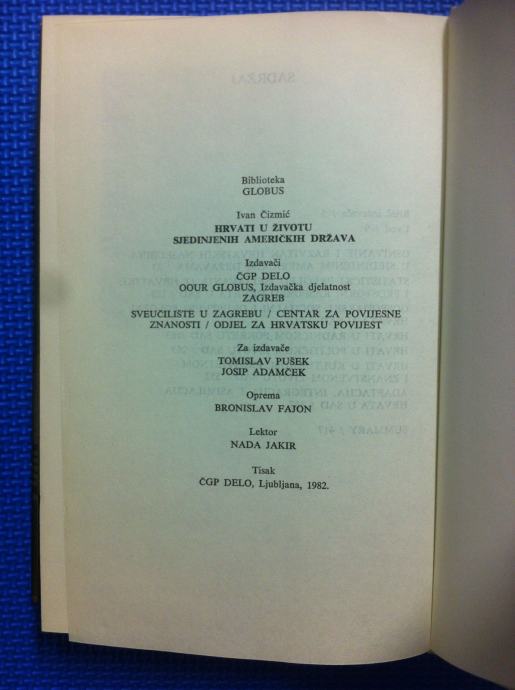 Biblioteka
GLOBUS
Ivan Čizmić
HRVATI U ŽIVOTU
SJEDINJENIH AMERIČKIH DRŽAVA
Izdavači
ČGP DELO
OOUR GLOBUS, Izdavačka djelatnost
ZAGREB
SVEUČILIŠTE U ZAGREBU / CENTAR ZA POVIJESNE
ZNANOSTI / ODJEL ZA HRVATSKU POVIJEST
Za izdavače
TOMISLAV PUŠEK
JOSIP ADAMČEK
Oprema
BRONISLAV FAJON
Lektor
NADA JAKIR
Tisak
ČGP DELO, Ljubljana, 1982.